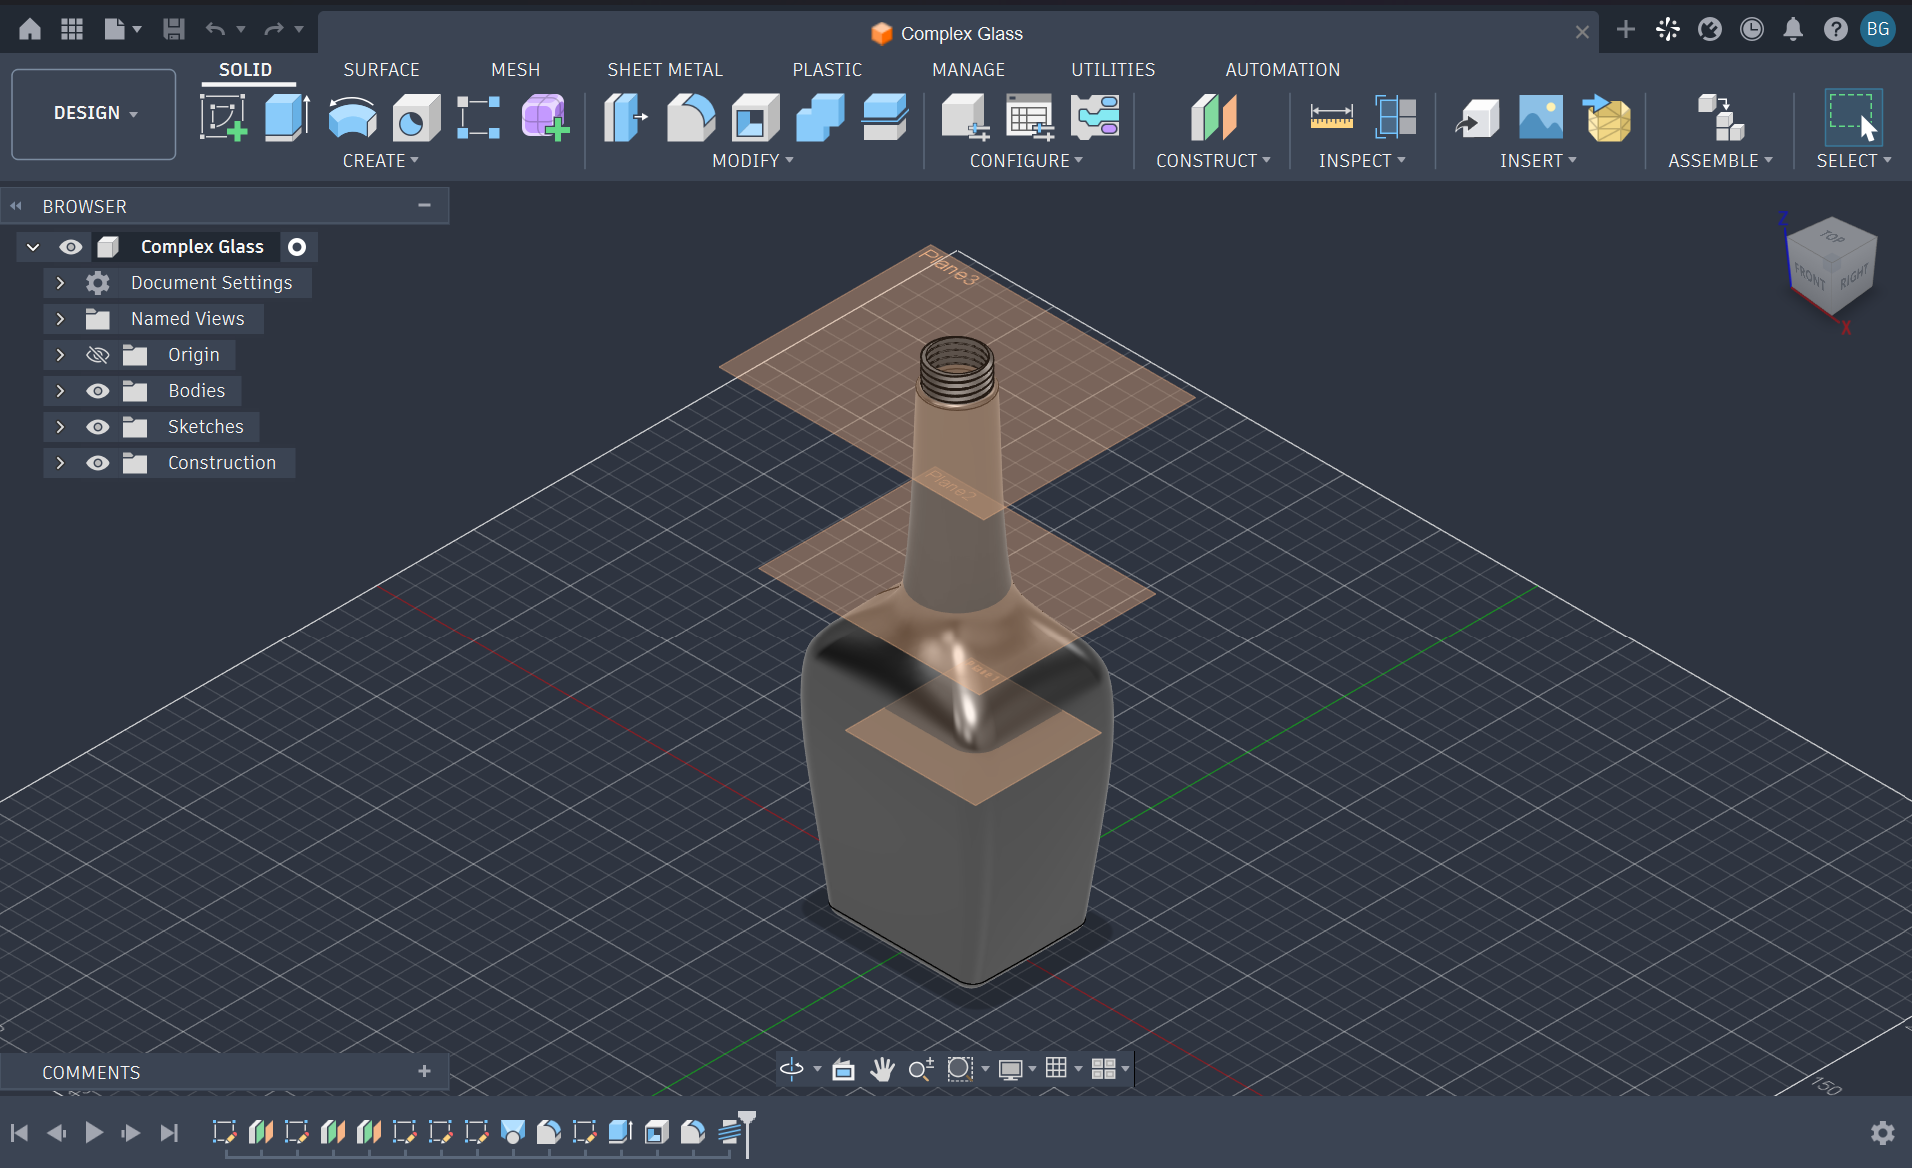 Complex Glass
BG
DESIGN
SOLID
SURFACE
MESH
SHEET METAL
PLASTIC
MANAGE
UTILITIES
AUTOMATION
CREATE
MODIFY
CONFIGURE
CONSTRUCT
INSPECT
INSERT
ASSEMBLE
SELECT
BROWSER
Complex Glass
Document Settings
Named Views
Origin
Bodies
Sketches
Construction
Z
TOP
FRONT
RIGHT
X
Plane3
Plane2
COMMENTS
150